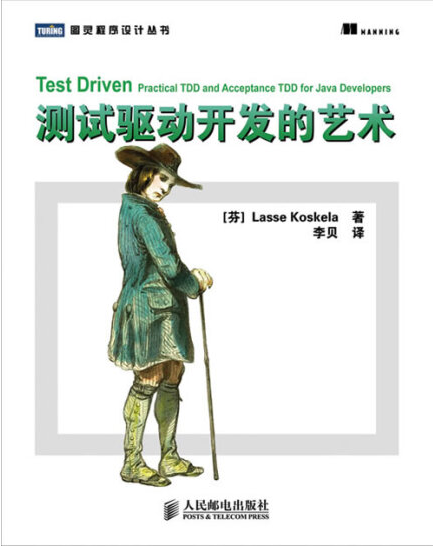 TURING 图灵程序设计丛书
MANNING
Test Driven Practical TDD and Acceptance TDD for Java Developers
测试驱动开发的艺术
[芬] Lasse Koskela 著
李贝 译
人民邮电出版社
POSTS & TELECOM PRESS